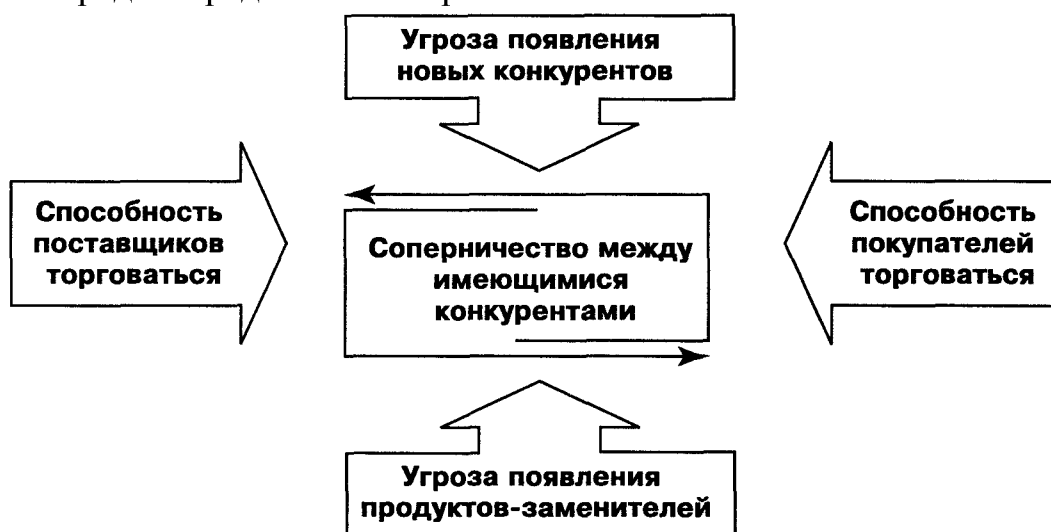 Угроза появления
новых конкурентов
Способность
поставщиков
торговаться
Соперничество между
имеющимися
конкурентами
Способность
покупателей
торговаться
Угроза появления
продуктов-заменителей